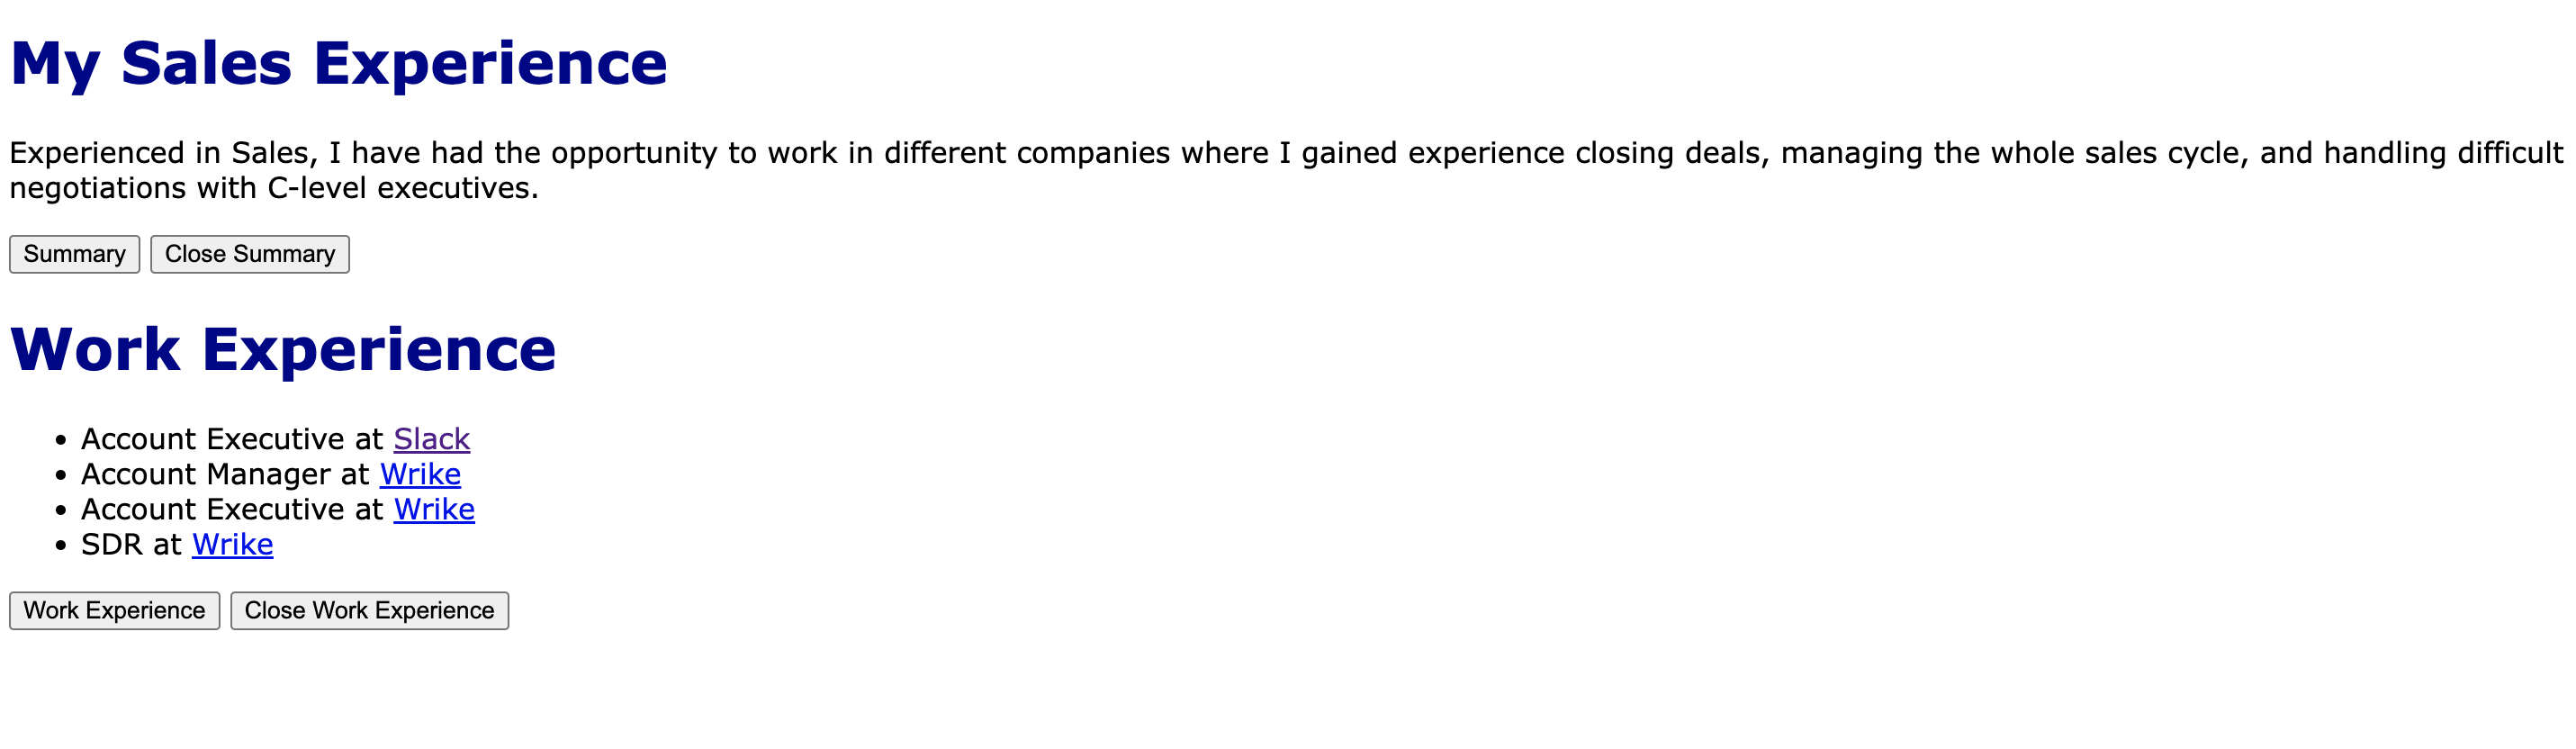 My Sales Experience
Experienced in Sales, I have had the opportunity to work in different companies where I gained experience closing deals, managing the whole sales cycle, and handling difficult
negotiations with C-level executives.
Summary Close Summary
Work Experience
• Account Executive at Slack
• Account Manager at Wrike
• Account Executive at Wrike
• SDR at Wrike
Work Experience Close Work Experience